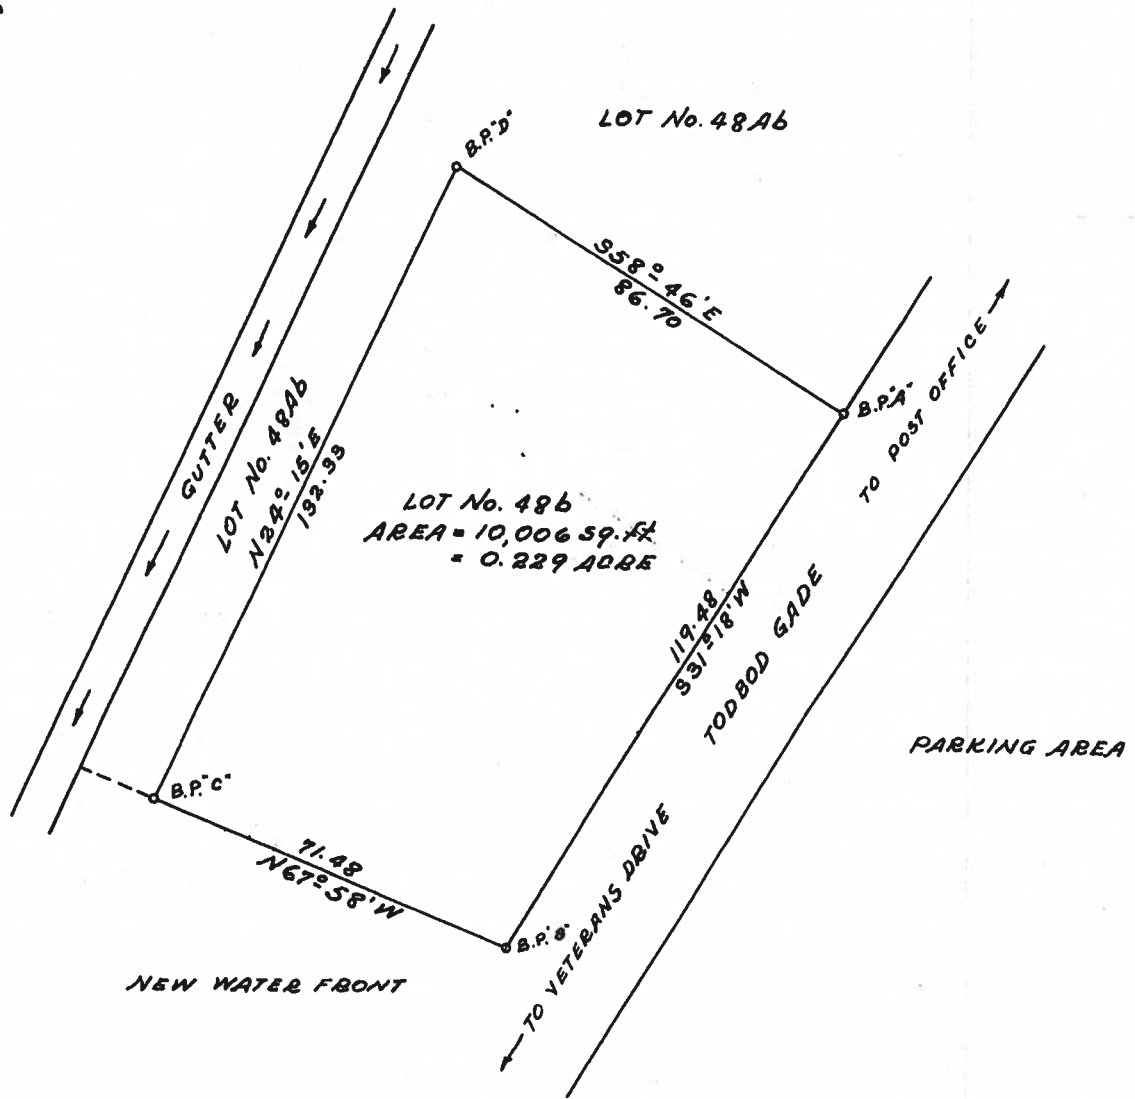 LOT No. 48Ab
B.P. "D"
S58° 46' E
86.70
B.P. "A"
TO POST OFFICE
GUTTER
LOT No. 48Ab
N24° 15' E
132.33
LOT No. 48b
AREA = 10,006 Sq. ft
= 0.229 ACRE
119.48
S31° 18' W
TODBOD GADE
PARKING AREA
B.P. "C"
71.48
N67° 58' W
B.P. "B"
TO VETERANS DRIVE
NEW WATER FRONT